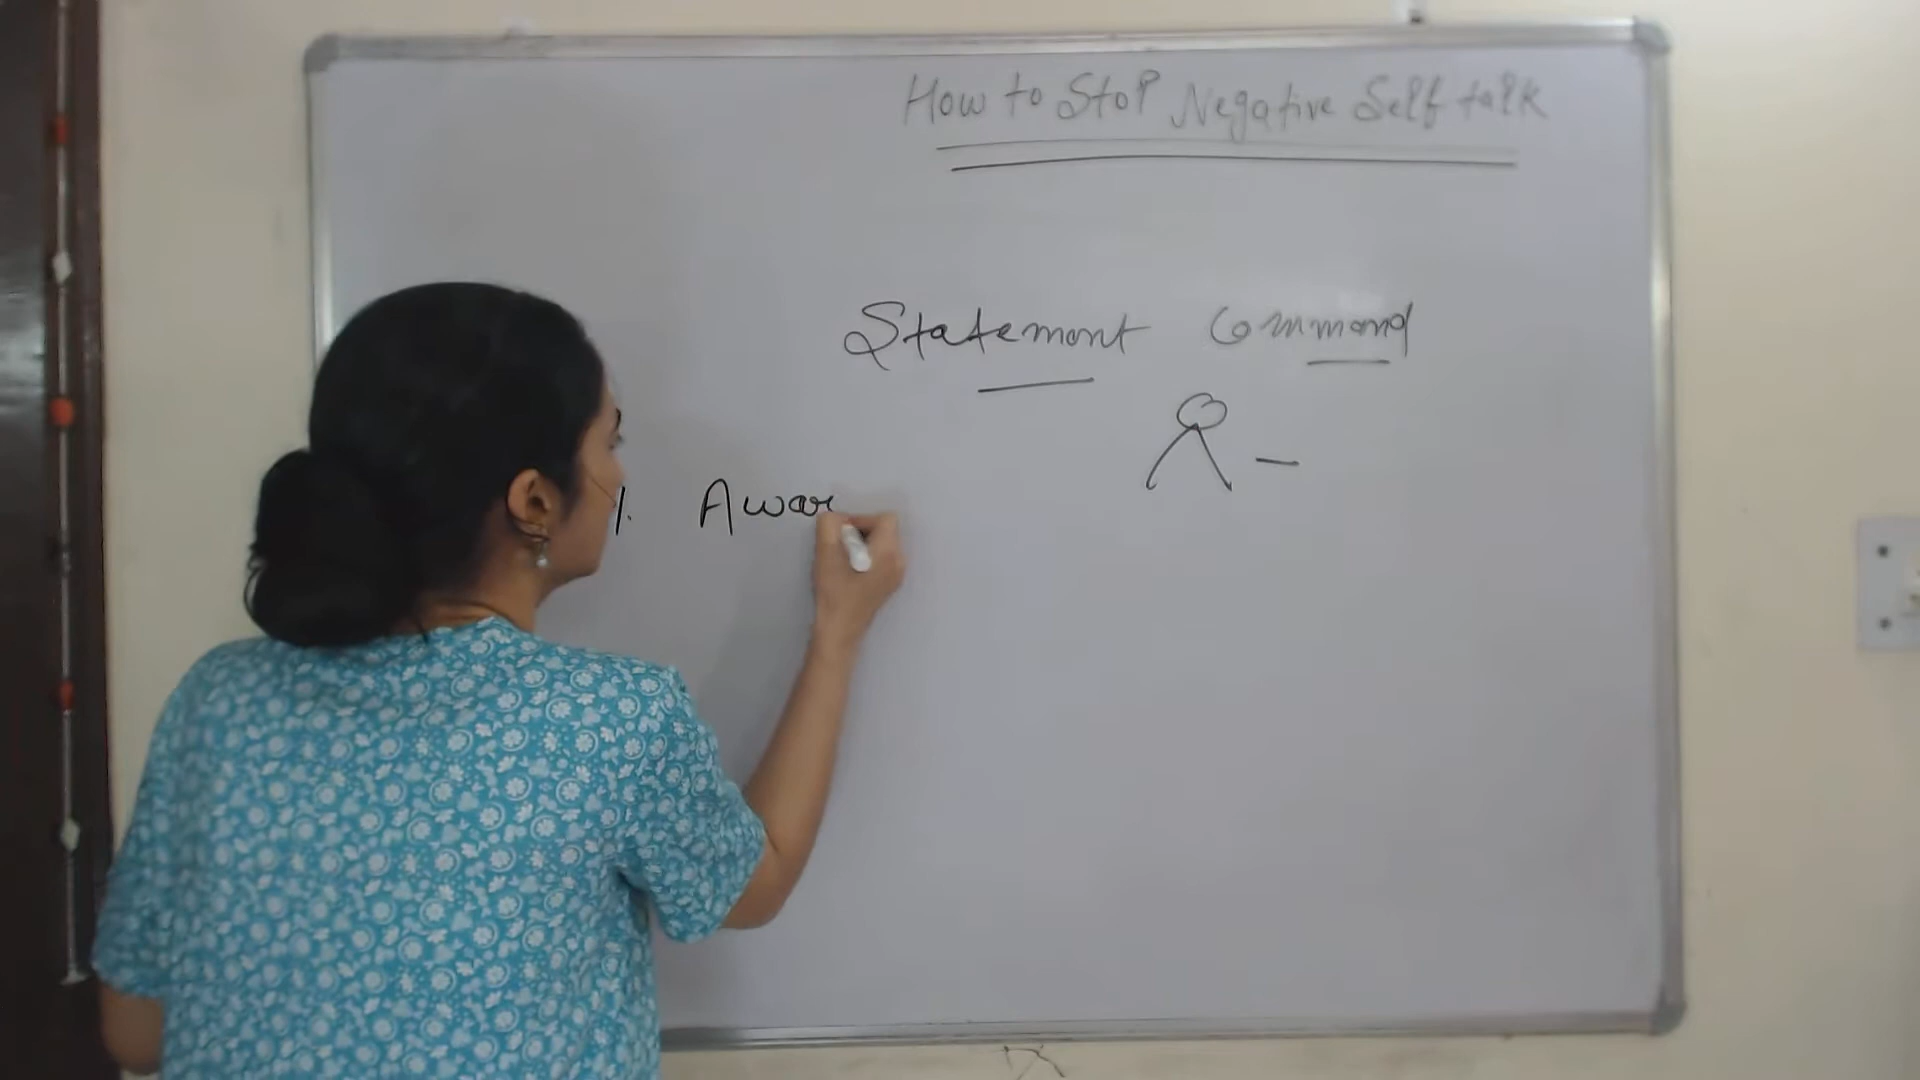 How to Stop Negative Self talk
Statement Command
1. Awar